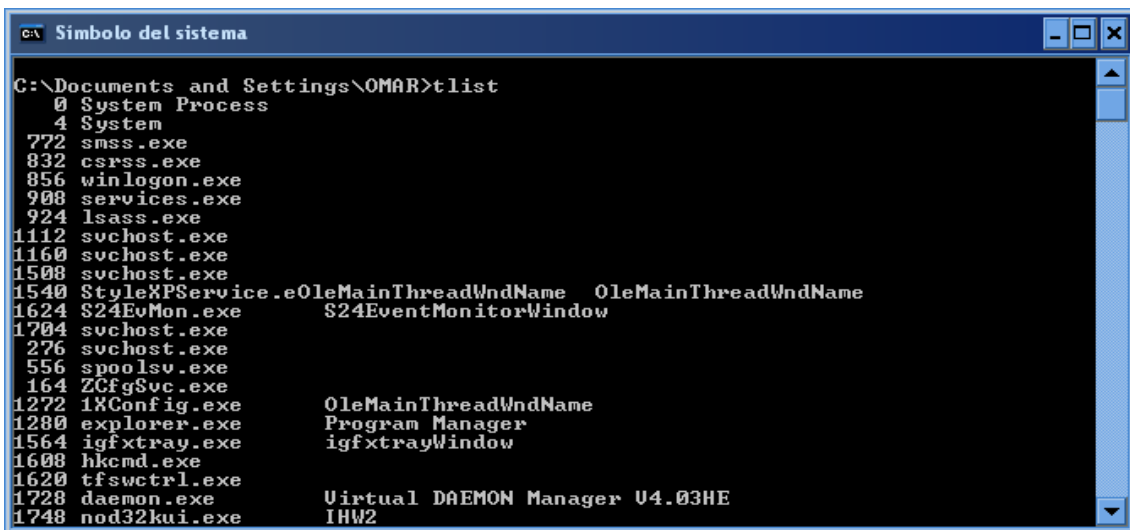 Símbolo del sistema
C:\Documents and Settings\OMAR>tlist
0 System Process
4 System
772 smss.exe
832 csrss.exe
856 winlogon.exe
908 services.exe
924 lsass.exe
1112 svchost.exe
1160 svchost.exe
1508 svchost.exe
1540 StyleXPService.eOleMainThreadWndName  OleMainThreadWndName
1624 S24EvMon.exe      S24EventMonitorWindow
1704 svchost.exe
276 svchost.exe
556 spoolsv.exe
164 ZCfgSvc.exe
1272 1XConfig.exe      OleMainThreadWndName
1280 explorer.exe      Program Manager
1564 igfxtray.exe      igfxtrayWindow
1608 hkcmd.exe
1620 tfswctrl.exe
1728 daemon.exe        Virtual DAEMON Manager V4.03HE
1748 nod32kui.exe      IHW2